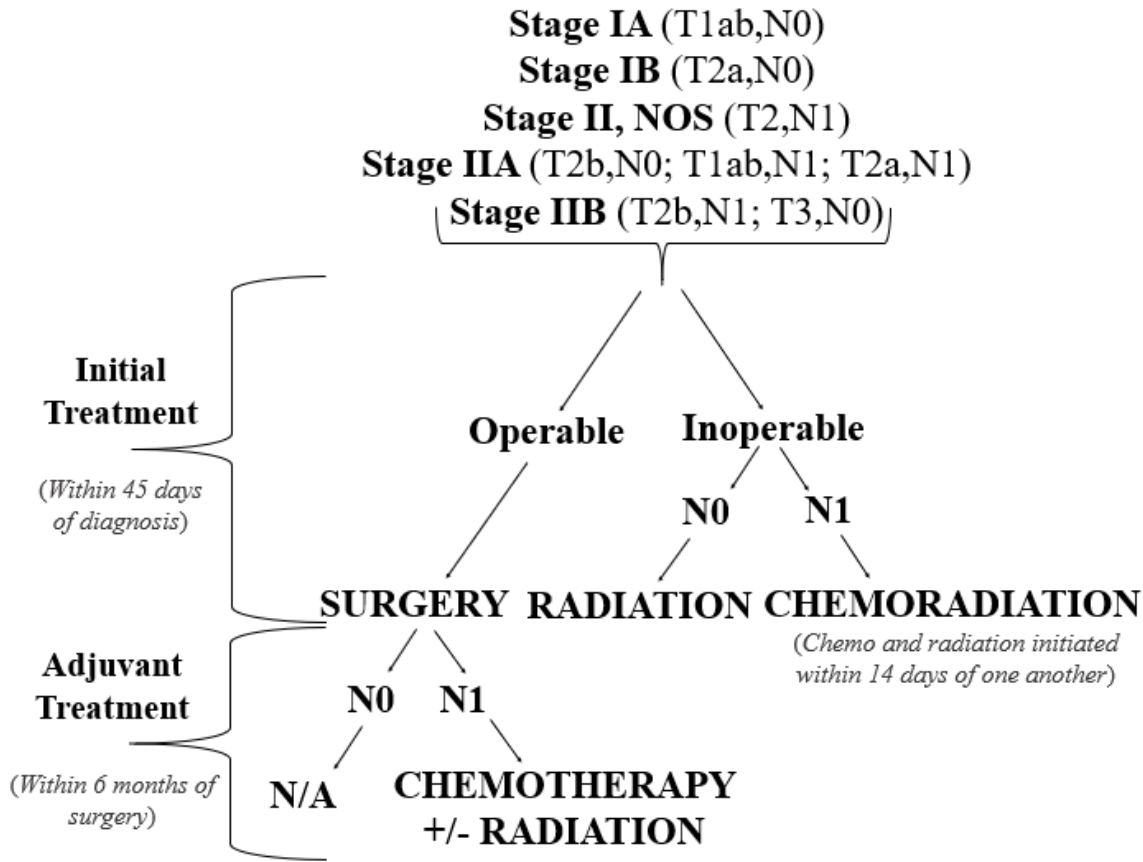 Stage IA (T1ab,N0)
Stage IB (T2a,N0)
Stage II, NOS (T2,N1)
Stage IIA (T2b,N0; T1ab,N1; T2a,N1)
Stage IIB (T2b,N1; T3,N0)
Initial
Treatment
(Within 45 days
of diagnosis)
Operable
Inoperable
N0
N1
SURGERY
RADIATION
CHEMORADIATION
(Chemo and radiation initiated
within 14 days of one another)
Adjuvant
Treatment
(Within 6 months of
surgery)
N0
N1
N/A
CHEMOTHERAPY
+/- RADIATION